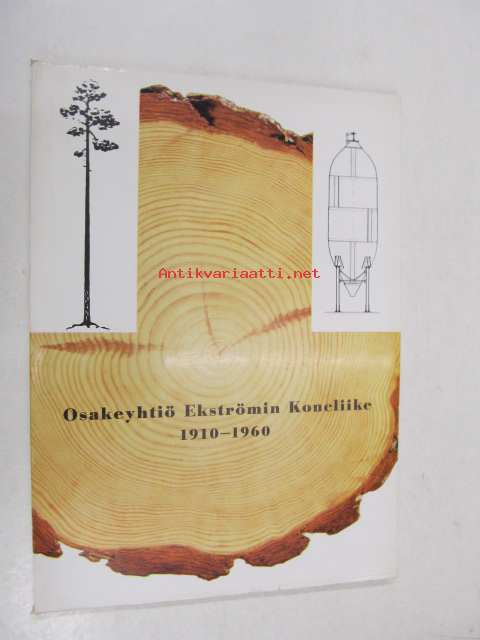 Antikvariaatti.net
Osakeyhtiö Ekströmin Koneliike
1910–1960